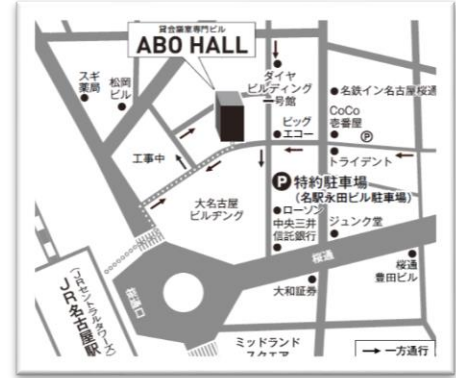 貸会議室専門ビル
ABO HALL
スギ
薬局
松岡
ビル
ダイヤ
ビルディング
一号館
名鉄イン名古屋桜通
ビッグ
エコー
CoCo
壱番屋
P
工事中
トライデント
P 特約駐車場
(名駅永田ビル駐車場)
大名古屋
ビルヂング
ローソン
中央三井
信託銀行
ジュンク堂
桜通
桜通
豊田ビル
大和証券
桜通口
(JRセントラルタワーズ)
JR名古屋駅
ミッドランド
スクエア
→ 一方通行